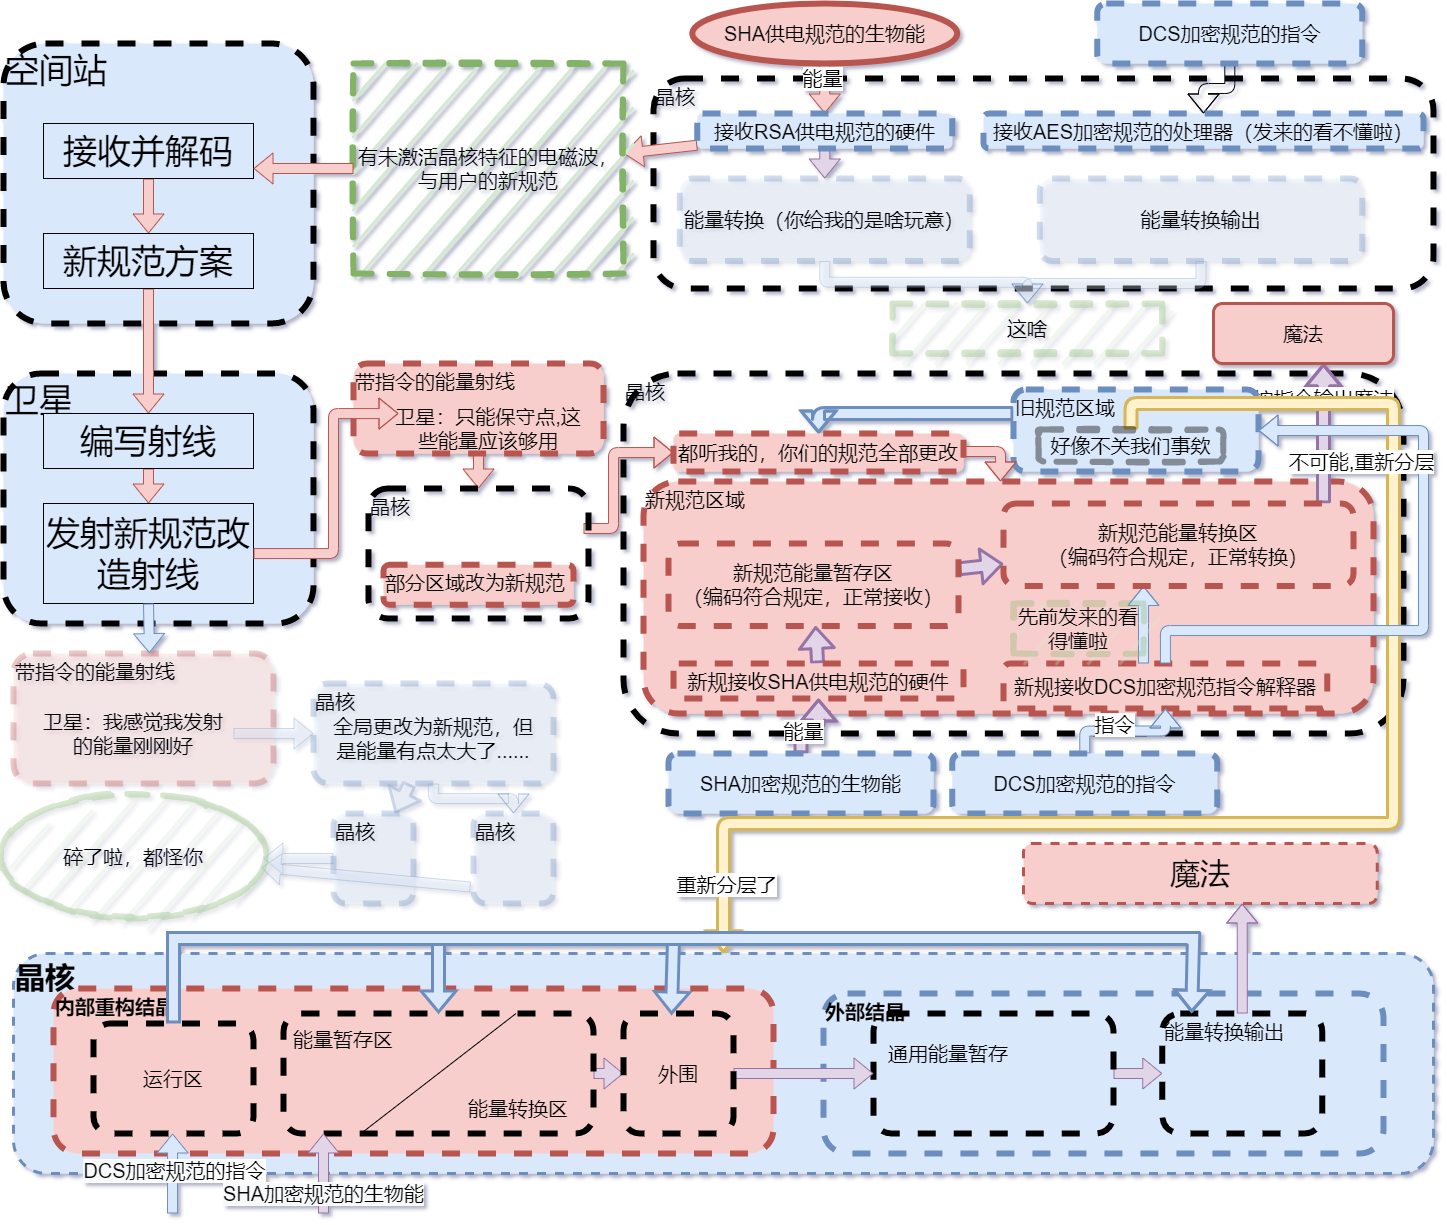 SHA供电规范的生物能
DCS加密规范的指令
能量
晶核
接收RSA供电规范的硬件
接收AES加密规范的处理器（发来的看不懂啦）
能量转换（你给我的是啥玩意）
能量转换输出
这啥
有未激活晶核特征的电磁波，
与用户的新规范
空间站
接收并解码
新规范方案
卫星
编写射线
发射新规范改
造射线
带指令的能量射线
卫星：只能保守点,这
些能量应该够用
晶核
部分区域改为新规范
魔法
按指令输出魔法
晶核
旧规范区域
好像不关我们事欸
都听我的，你们的规范全部更改
不可能,重新分层
新规范区域
新规范能量转换区
（编码符合规定，正常转换）
新规范能量暂存区
（编码符合规定，正常接收）
先前发来的看
得懂啦
新规接收SHA供电规范的硬件
新规接收DCS加密规范指令解释器
能量
指令
SHA加密规范的生物能
DCS加密规范的指令
带指令的能量射线
卫星：我感觉我发射
的能量刚刚好
晶核
全局更改为新规范，但
是能量有点太大了......
晶核
晶核
碎了啦，都怪你
重新分层了
魔法
晶核
内部重构结晶
运行区
能量暂存区
能量转换区
外围
外部结晶
通用能量暂存
能量转换输出
DCS加密规范的指令
SHA加密规范的生物能